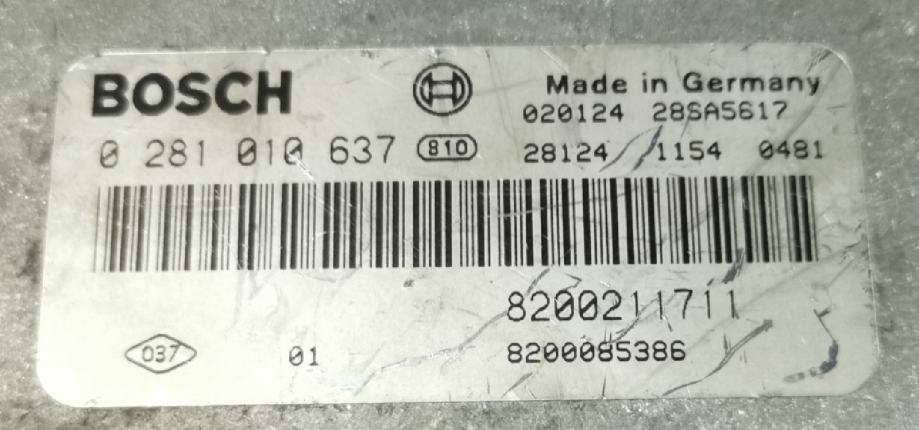 BOSCH
Made in Germany
020124 28SA5617
0 281 010 637 810
28124 1154 0481
8200211711
037 01 8200085386